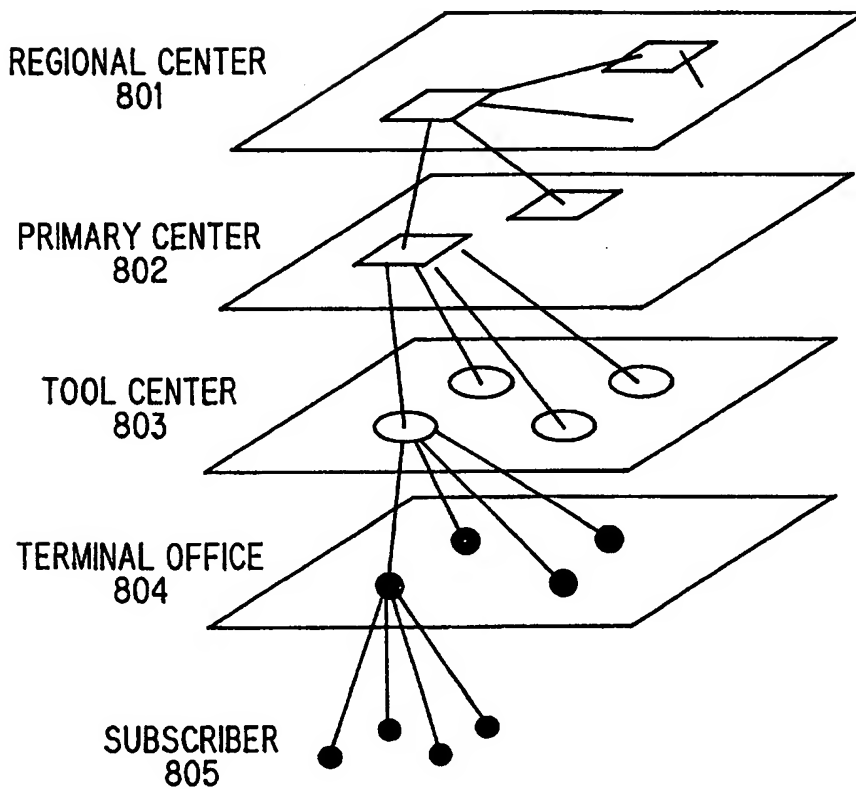 REGIONAL CENTER
801
PRIMARY CENTER
802
TOOL CENTER
803
TERMINAL OFFICE
804
SUBSCRIBER
805